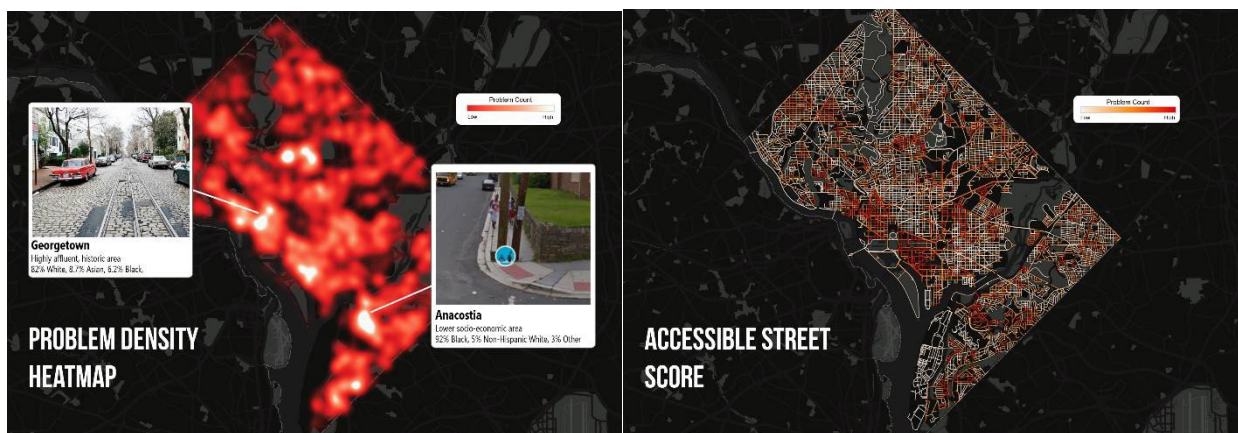 Problem Count
Low High
Georgetown
Highly affluent, historic area
82% White, 8.7% Asian, 6.2% Black,
Anacostia
Lower socio-economic area
92% Black, 5% Non-Hispanic White, 3% Other
PROBLEM DENSITY
HEATMAP
Problem Count
Low High
ACCESSIBLE STREET
SCORE